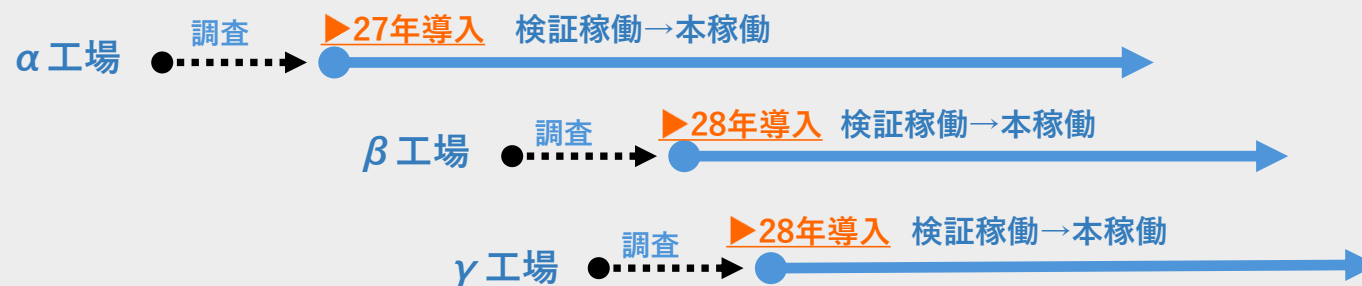 調査 ▶27年導入 検証稼働→本稼働
α工場
調査 ▶28年導入 検証稼働→本稼働
β工場
調査 ▶28年導入 検証稼働→本稼働
γ工場